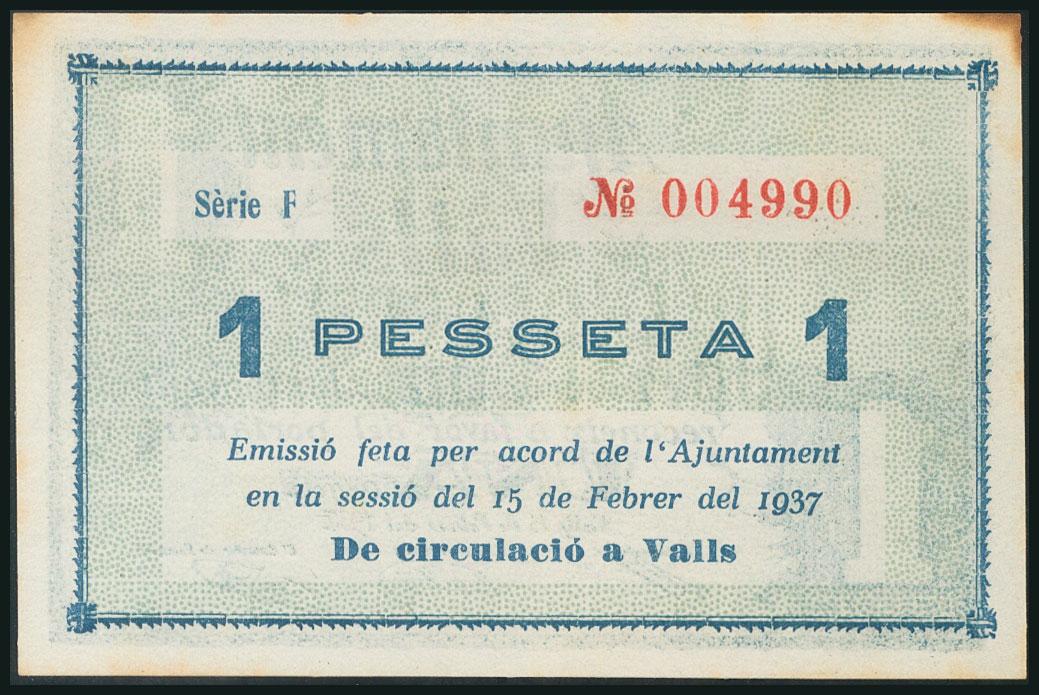 Sèrie F
№ 004990
1 PESSETA 1
Emissió feta per acord de l'Ajuntament
en la sessió del 15 de Febrer del 1937
De circulació a Valls